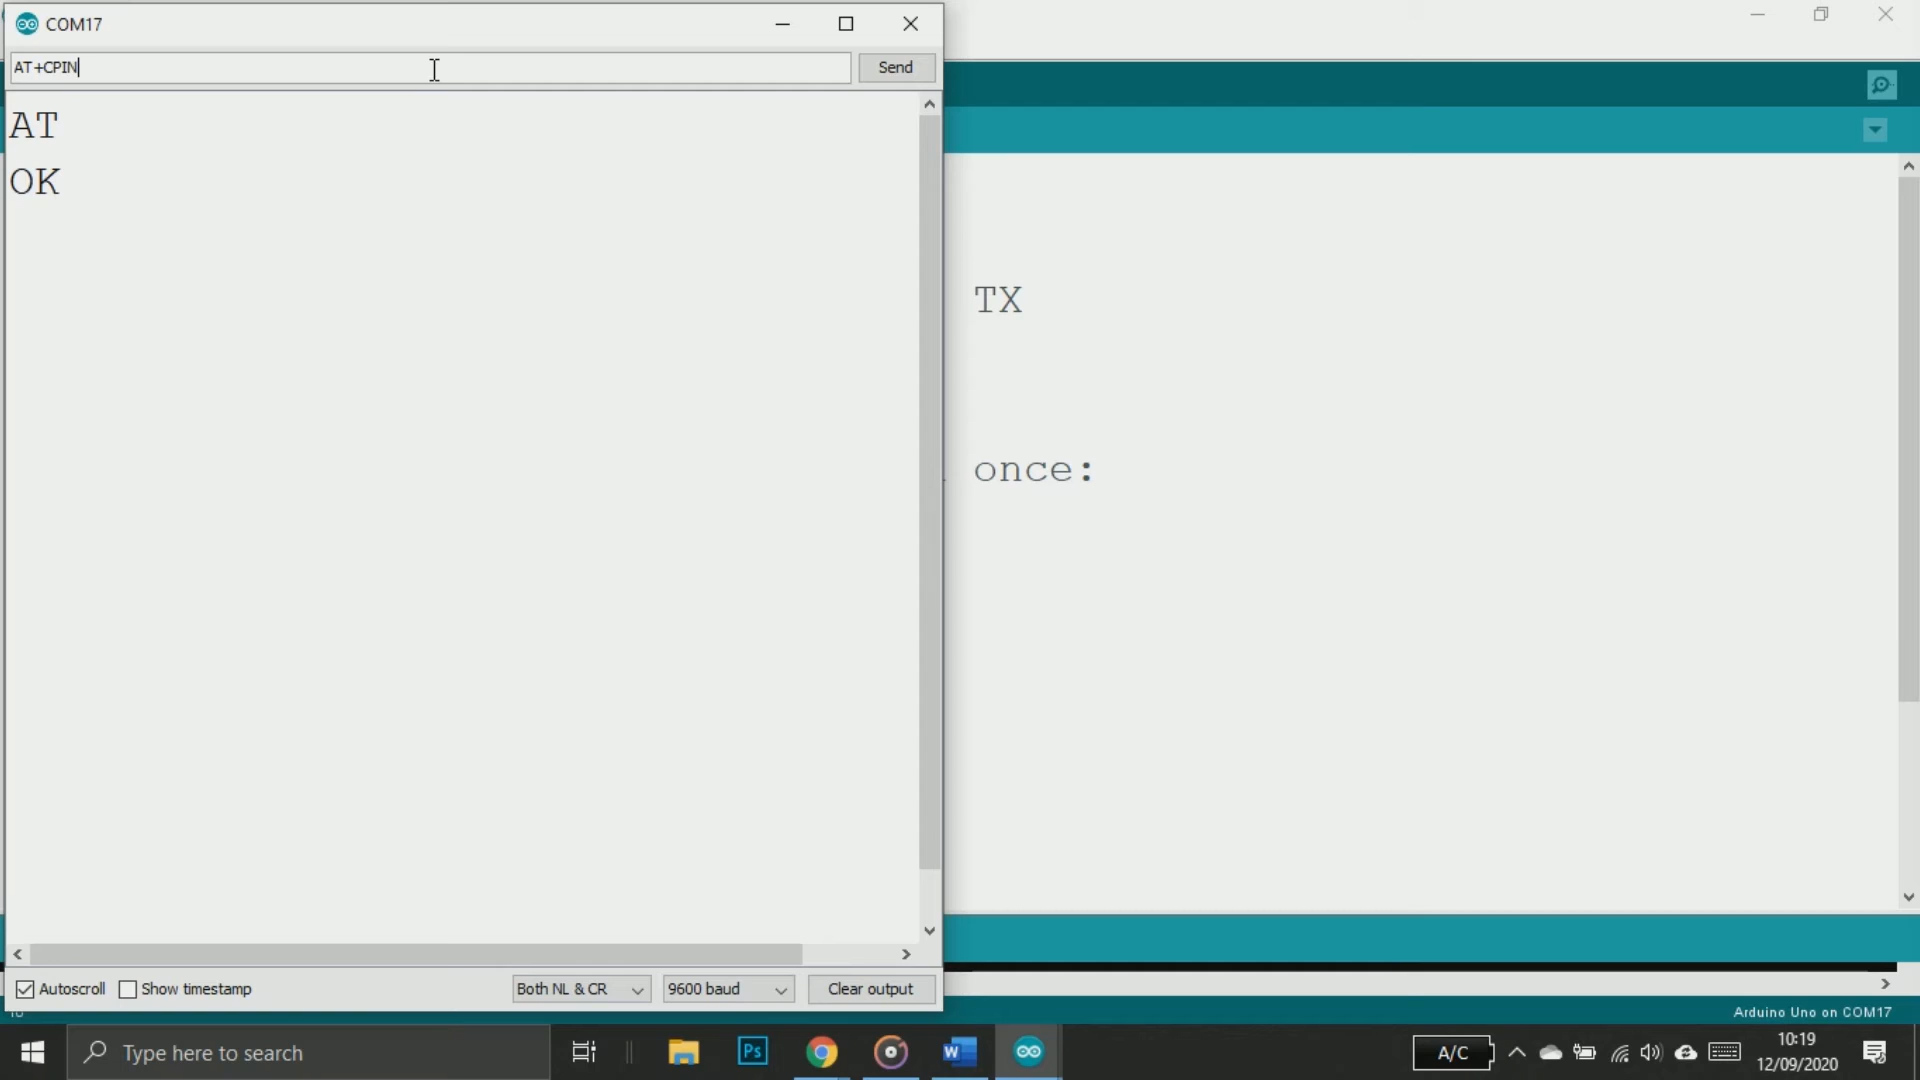 COM17
AT+CPIN
Send
AT
OK
TX
once:
Autoscroll
Show timestamp
Both NL & CR
9600 baud
Clear output
Arduino Uno on COM17
Type here to search
Ps
W
A/C
10:19
12/09/2020